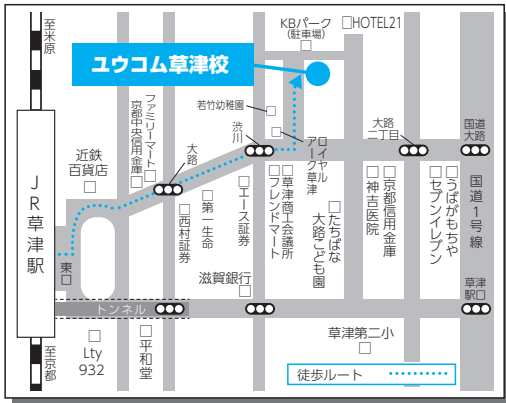 至米原
KBパーク
(駐車場)
HOTEL21
ユウコム草津校
若竹幼稚園
ロイヤル
アーク草津
渋川
大路
二丁目
国道
大路
ファミリーマート
京都中央信用金庫
大路
近鉄
百貨店
JR草津駅
東口
西村証券
第一生命
エース証券
草津商工会議所
フレンドマート
たちばな
大路こども園
京都信用金庫
神吉医院
うばがもちや
セブンイレブン
国道1号線
滋賀銀行
草津
駅口
トンネル
至京都
Lty
932
平和堂
草津第二小
徒歩ルート